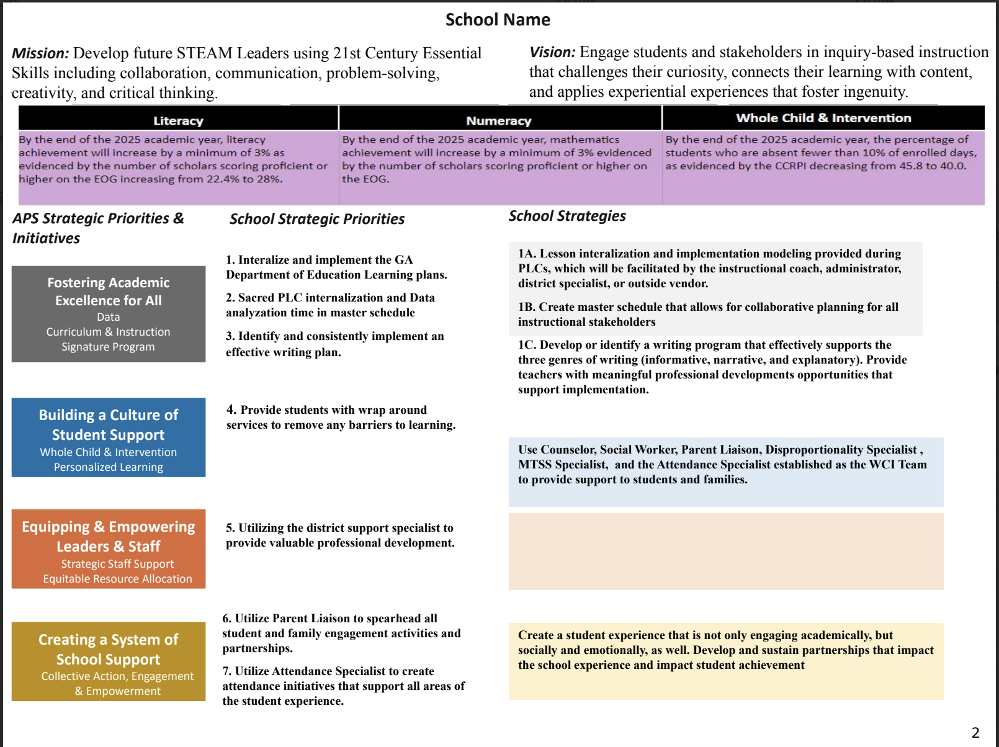 School Name
Mission: Develop future STEAM Leaders using 21st Century Essential
Skills including collaboration, communication, problem-solving,
creativity, and critical thinking.
Vision: Engage students and stakeholders in inquiry-based instruction
that challenges their curiosity, connects their learning with content,
and applies experiential experiences that foster ingenuity.
Literacy
By the end of the 2025 academic year, literacy
achievement will increase by a minimum of 3% as
evidenced by the number of scholars scoring proficient or
higher on the EOG increasing from 22.4% to 28%.
Numeracy
By the end of the 2025 academic year, mathematics
achievement will increase by a minimum of 3% evidenced
by the number of scholars scoring proficient or higher on
the EOG.
Whole Child & Intervention
By the end of the 2025 academic year, the percentage of
students who are absent fewer than 10% of enrolled days,
as evidenced by the CCRPI decreasing from 45.8 to 40.0.
APS Strategic Priorities &
Initiatives
School Strategic Priorities
School Strategies
Fostering Academic
Excellence for All
Data
Curriculum & Instruction
Signature Program
1. Interalize and implement the GA
Department of Education Learning plans.
2. Sacred PLC internalization and Data
analyzation time in master schedule
3. Identify and consistently implement an
effective writing plan.
1A. Lesson interalization and implementation modeling provided during
PLCs, which will be facilitated by the instructional coach, administrator,
district specialist, or outside vendor.
1B. Create master schedule that allows for collaborative planning for all
instructional stakeholders
1C. Develop or identify a writing program that effectively supports the
three genres of writing (informative, narrative, and explanatory). Provide
teachers with meaningful professional developments opportunities that
support implementation.
Building a Culture of
Student Support
Whole Child & Intervention
Personalized Learning
4. Provide students with wrap around
services to remove any barriers to learning.
Use Counselor, Social Worker, Parent Liaison, Disproportionality Specialist ,
MTSS Specialist,  and the Attendance Specialist established as the WCI Team
to provide support to students and families.
Equipping & Empowering
Leaders & Staff
Strategic Staff Support
Equitable Resource Allocation
5. Utilizing the district support specialist to
provide valuable professional development.
Creating a System of
School Support
Collective Action, Engagement
& Empowerment
6. Utilize Parent Liaison to spearhead all
student and family engagement activities and
partnerships.
7. Utilize Attendance Specialist to create
attendance initiatives that support all areas of
the student experience.
Create a student experience that is not only engaging academically, but
socially and emotionally, as well. Develop and sustain partnerships that impact
the school experience and impact student achievement
2